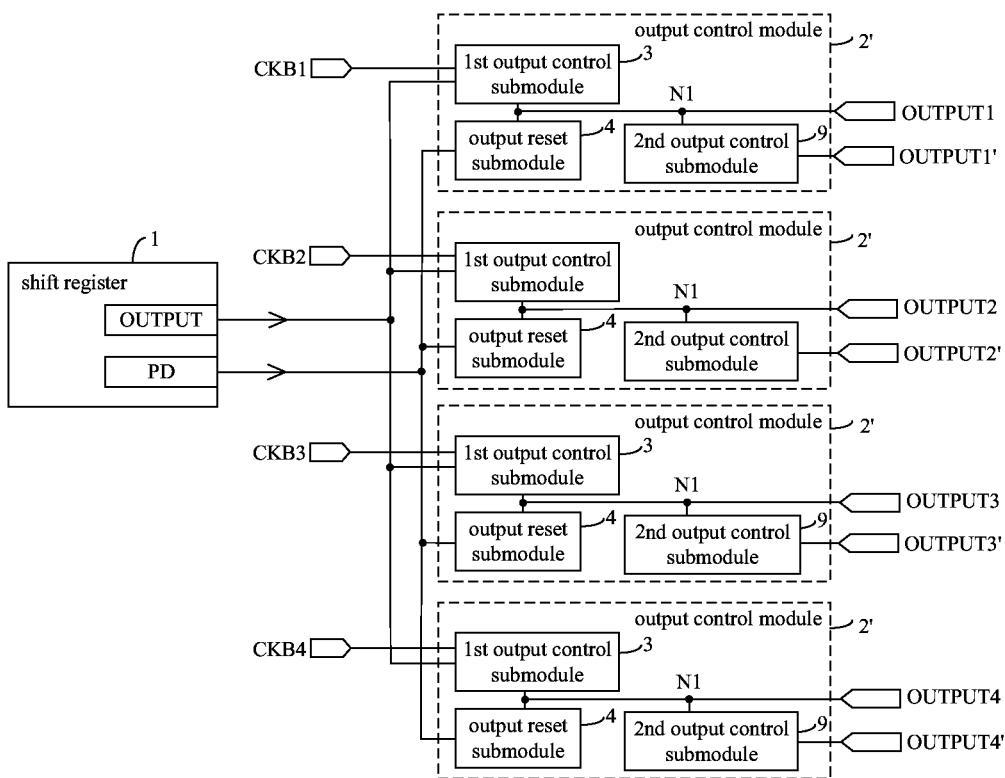 output control module
2'
CKB1
1st output control
submodule
3
N1
OUTPUT1
output reset
submodule
4
2nd output control
submodule
9
OUTPUT1'
output control module
2'
CKB2
1st output control
submodule
3
N1
OUTPUT2
output reset
submodule
4
2nd output control
submodule
9
OUTPUT2'
1
shift register
OUTPUT
PD
output control module
2'
CKB3
1st output control
submodule
3
N1
OUTPUT3
output reset
submodule
4
2nd output control
submodule
9
OUTPUT3'
output control module
2'
CKB4
1st output control
submodule
3
N1
OUTPUT4
output reset
submodule
4
2nd output control
submodule
9
OUTPUT4'